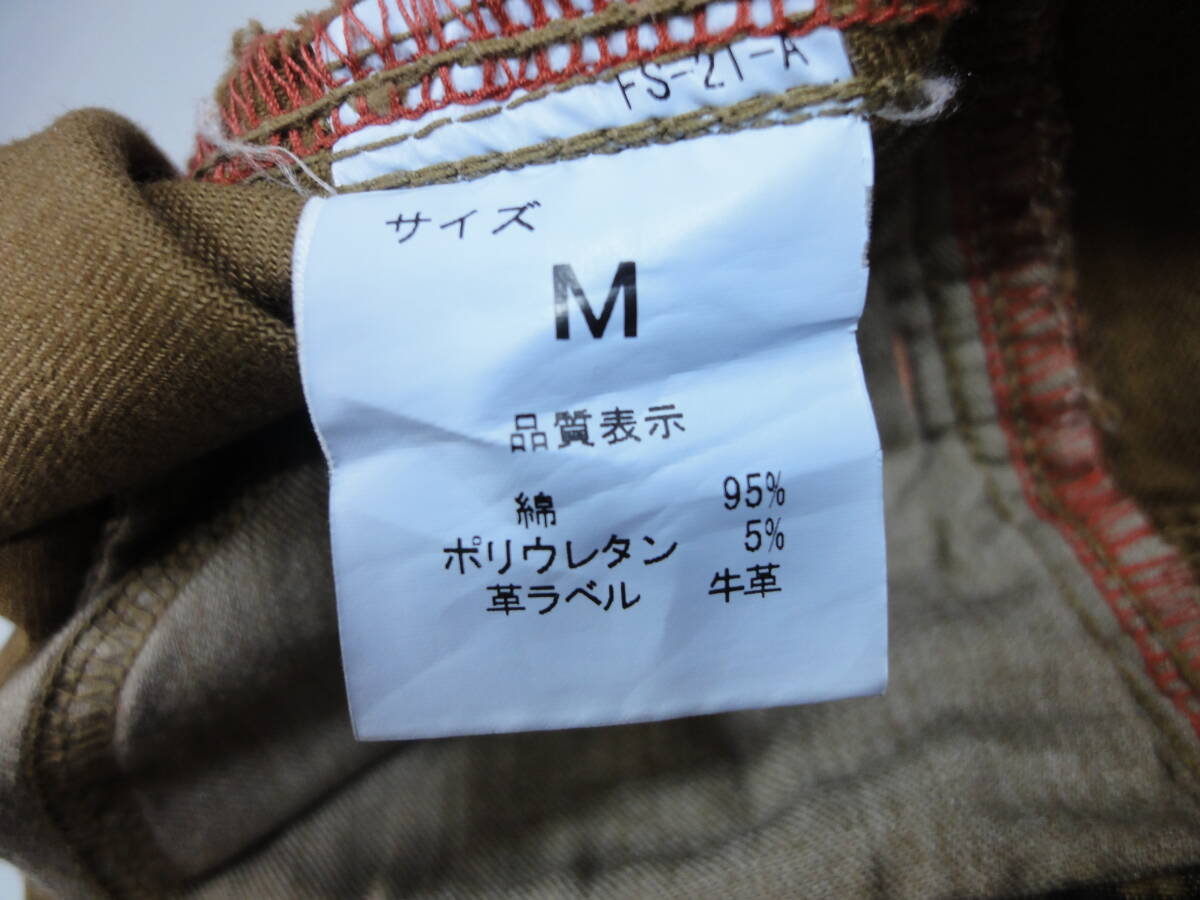 FS-21-A
サイズ
M
品質表示
綿 95%
ポリウレタン 5%
革ラベル 牛革